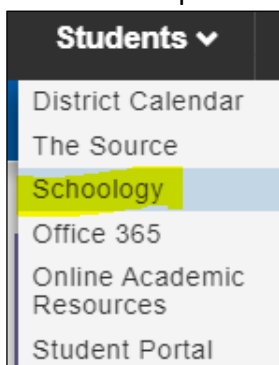 Students
District Calendar
The Source
Schoology
Office 365
Online Academic
Resources
Student Portal